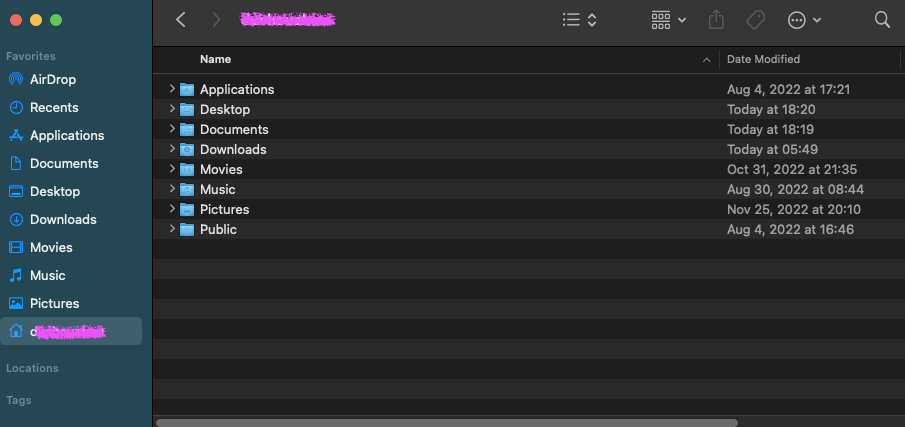 Favorites
AirDrop
Recents
Applications
Documents
Desktop
Downloads
Movies
Music
Pictures
Locations
Tags
Name Date Modified
Applications Aug 4, 2022 at 17:21
Desktop Today at 18:20
Documents Today at 18:19
Downloads Today at 05:49
Movies Oct 31, 2022 at 21:35
Music Aug 30, 2022 at 08:44
Pictures Nov 25, 2022 at 20:10
Public Aug 4, 2022 at 16:46